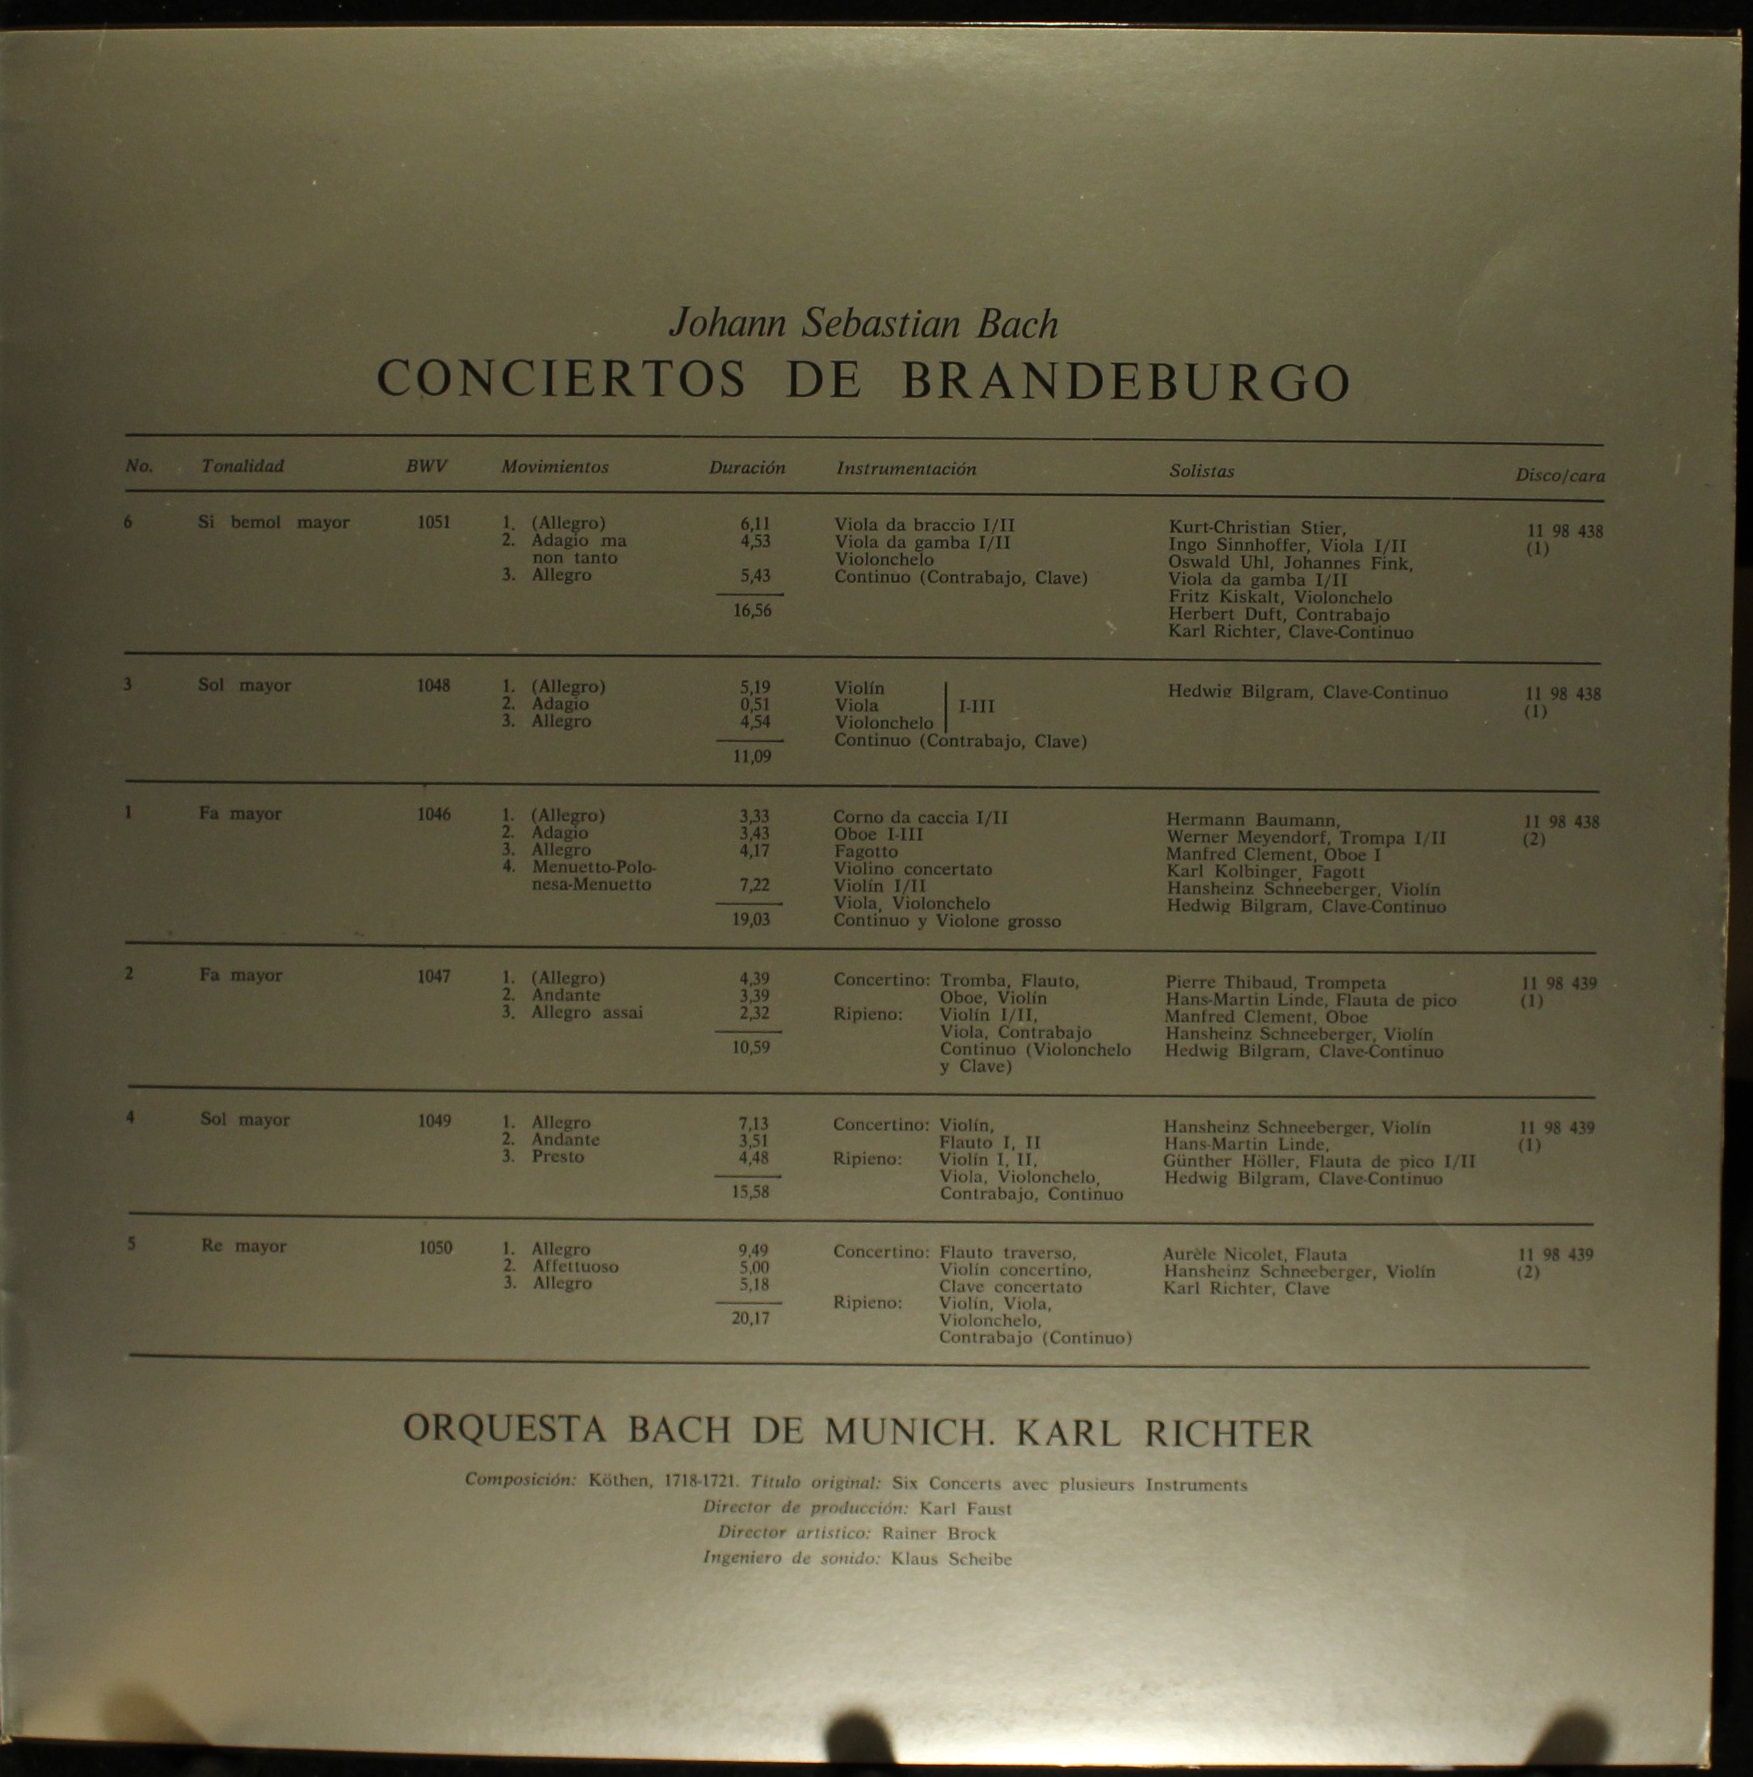 Johann Sebastian Bach
CONCIERTOS DE BRANDEBURGO
No. Tonalidad BWV Movimientos Duración Instrumentación Solistas Disco/cara
6 Si bemol mayor 1051 1. (Allegro) 6,11 Viola da braccio I/II Kurt-Christian Stier, 11 98 438
2. Adagio ma 4,53 Viola da gamba I/II Ingo Sinnhoffer, Viola I/II (1)
non tanto Violonchelo Oswald Uhl, Johannes Fink,
3. Allegro 5,43 Continuo (Contrabajo, Clave) Viola da gamba I/II
Fritz Kiskalt, Violonchelo
16,56 Herbert Duft, Contrabajo
Karl Richter, Clave-Continuo
3 Sol mayor 1048 1. (Allegro) 5,19 Violín Hedwig Bilgram, Clave-Continuo 11 98 438
2. Adagio 0,51 Viola I-III (1)
3. Allegro 4,54 Violonchelo
Continuo (Contrabajo, Clave)
11,09
1 Fa mayor 1046 1. (Allegro) 3,33 Corno da caccia I/II Hermann Baumann, 11 98 438
2. Adagio 3,43 Oboe I-III Werner Meyendorf, Trompa I/II (2)
3. Allegro 4,17 Fagotto Manfred Clement, Oboe I
4. Menuetto-Polo- Violino concertato Karl Kolbinger, Fagott
nesa-Menuetto 7,22 Violín I/II Hansheinz Schneeberger, Violín
Viola, Violonchelo Hedwig Bilgram, Clave-Continuo
19,03 Continuo y Violone grosso
2 Fa mayor 1047 1. (Allegro) 4,39 Concertino: Tromba, Flauto, Pierre Thibaud, Trompeta 11 98 439
2. Andante 3,39 Oboe, Violín Hans-Martin Linde, Flauta de pico (1)
3. Allegro assai 2,32 Ripieno: Violín I/II, Manfred Clement, Oboe
Viola, Contrabajo Hansheinz Schneeberger, Violín
10,59 Continuo (Violonchelo Hedwig Bilgram, Clave-Continuo
y Clave)
4 Sol mayor 1049 1. Allegro 7,13 Concertino: Violín, Hansheinz Schneeberger, Violín 11 98 439
2. Andante 3,51 Flauto I, II Hans-Martin Linde, (1)
3. Presto 4,48 Ripieno: Violín I, II, Günther Höller, Flauta de pico I/II
Viola, Violonchelo, Hedwig Bilgram, Clave-Continuo
15,58 Contrabajo, Continuo
5 Re mayor 1050 1. Allegro 9,49 Concertino: Flauto traverso, Aurèle Nicolet, Flauta 11 98 439
2. Affettuoso 5,00 Violín concertino, Hansheinz Schneeberger, Violín (2)
3. Allegro 5,18 Clave concertato Karl Richter, Clave
Ripieno: Violín, Viola,
20,17 Violonchelo,
Contrabajo (Continuo)
ORQUESTA BACH DE MUNICH. KARL RICHTER
Composición: Köthen, 1718-1721. Título original: Six Concerts avec plusieurs Instruments
Director de producción: Karl Faust
Director artístico: Rainer Brock
Ingeniero de sonido: Klaus Scheibe